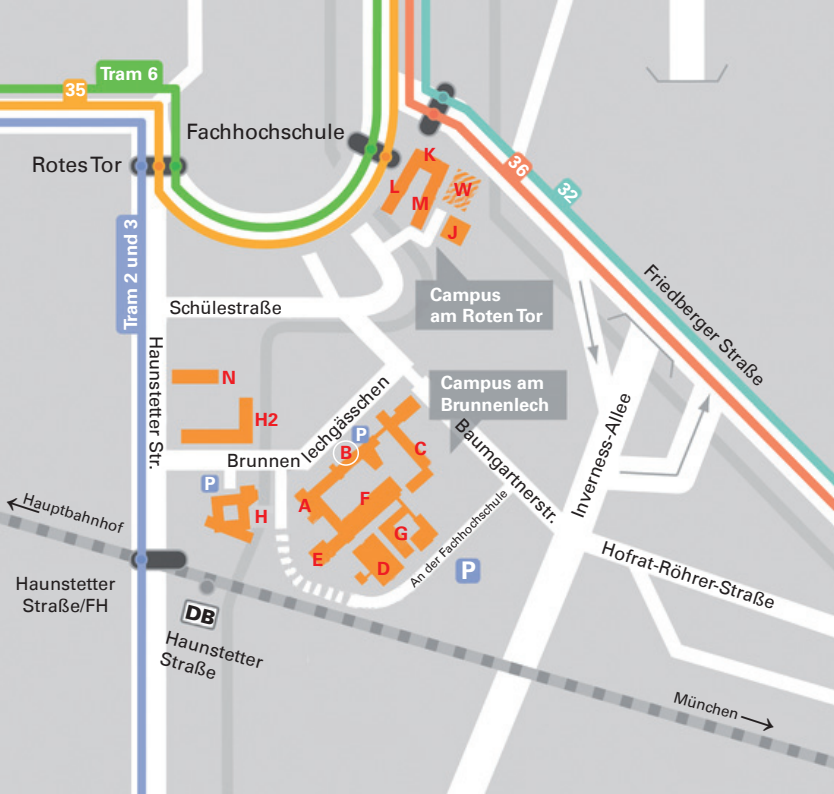 Tram 6
35
Fachhochschule
Rotes Tor
K
L
M
W
J
36
32
Tram 2 und 3
Campus
am Roten Tor
Friedberger Straße
Schülestraße
Haunstetter Str.
N
H2
Campus am
Brunnenlech
Brunnenlechgässchen
P
B
C
Baumgartnerstr.
Inverness-Allee
P
H
A
F
G
E
D
An der Fachhochschule
P
Hauptbahnhof
Haunstetter
Straße/FH
DB
Haunstetter
Straße
Hofrat-Röhrer-Straße
München